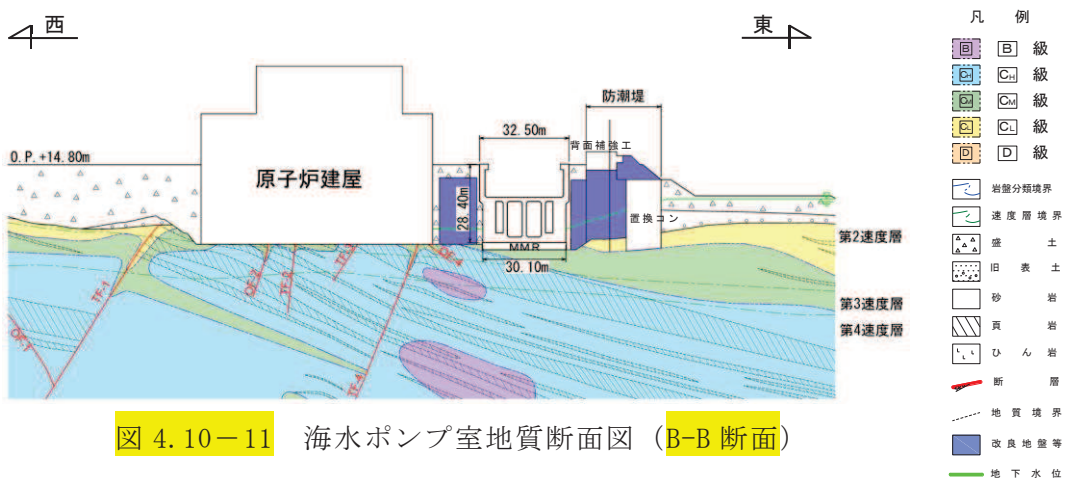 西
東
防潮堤
32.50m
背面補強工
O.P.+14.80m
原子炉建屋
28.40m
置換コン
MMR
30.10m
第2速度層
第3速度層
第4速度層
TF-1
OF-2
TF-4
TF-4
OF-1
図 4.10-11 海水ポンプ室地質断面図(B-B 断面)
凡 例
B B 級
CH CH 級
CM CM 級
CL CL 級
D D 級
岩盤分類境界
速度層境界
盛 土
旧 表 土
砂 岩
頁 岩
ひ ん 岩
断 層
地 質 境 界
改 良 地 盤 等
地 下 水 位